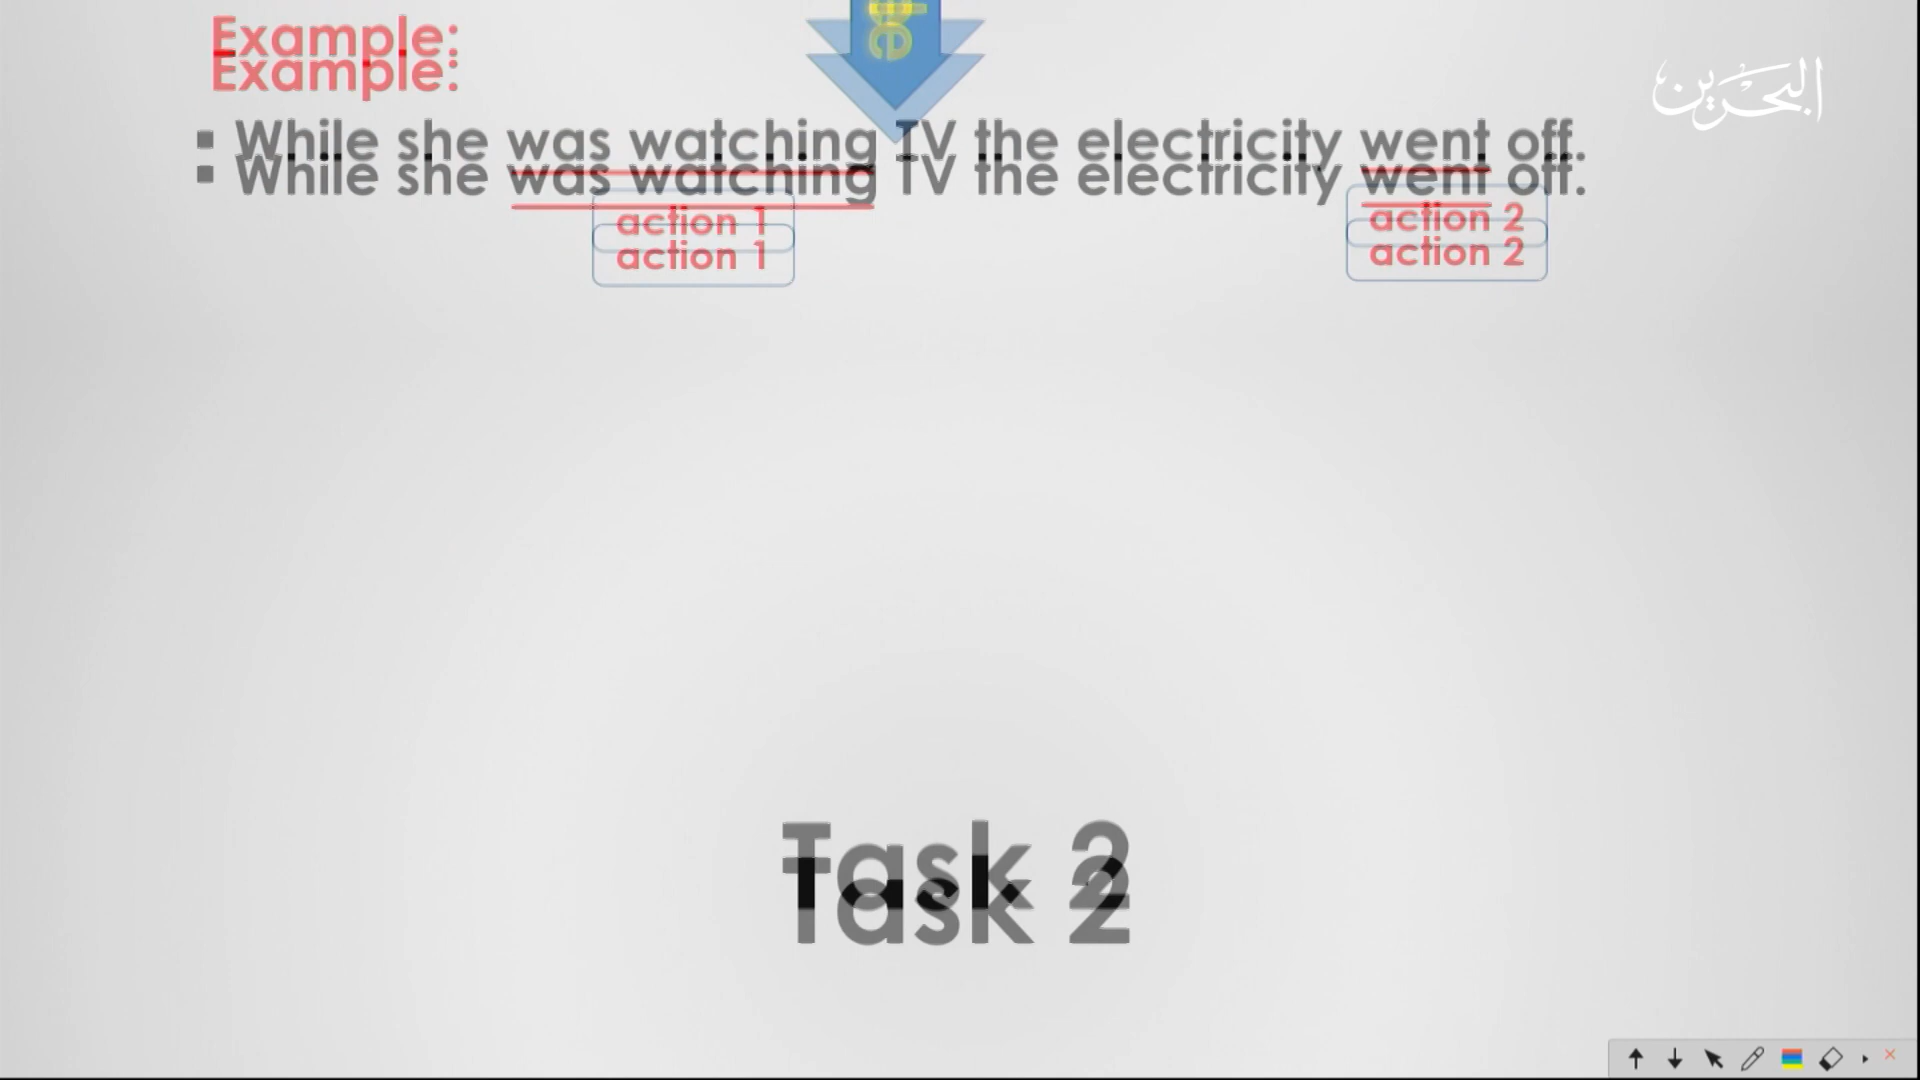 Example:
البحرين
▪ While she was watching TV the electricity went off.
action 1
action 2
Task 2